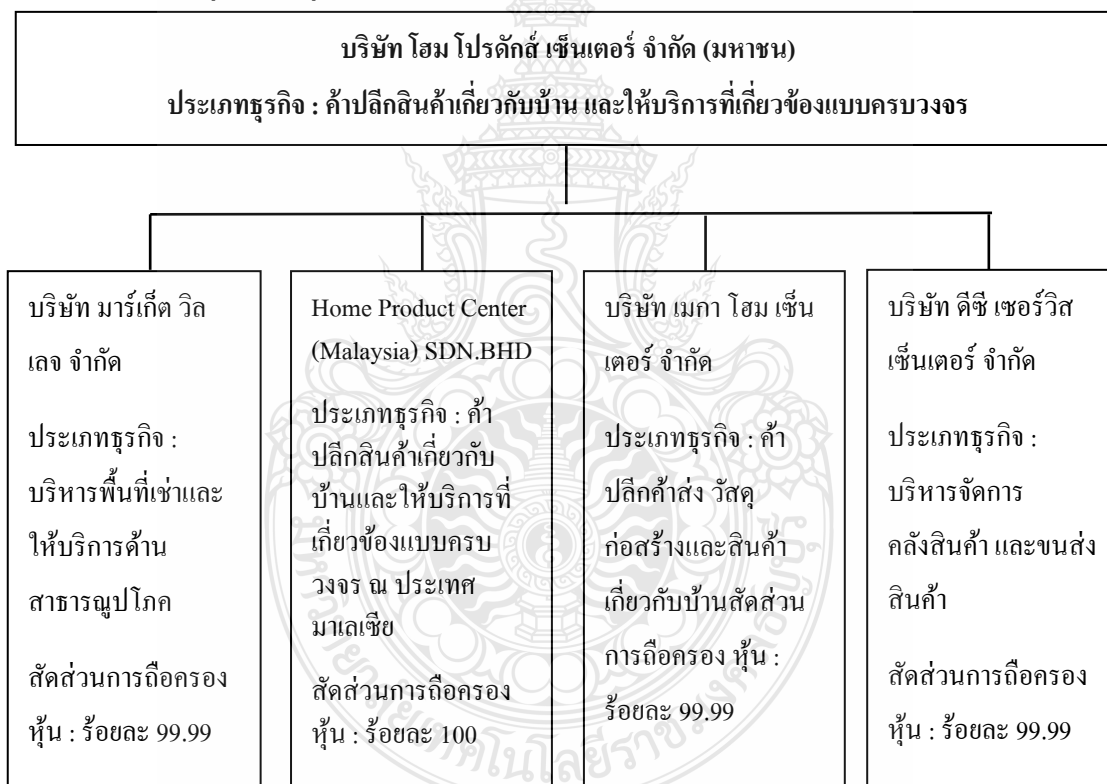 บริษัท โฮม โปรดักส์ เซ็นเตอร์ จำกัด (มหาชน)
ประเภทธุรกิจ : ค้าปลีกสินค้าเกี่ยวกับบ้าน และให้บริการที่เกี่ยวข้องแบบครบวงจร
บริษัท มาร์เก็ต วิล
เลจ จำกัด
ประเภทธุรกิจ :
บริหารพื้นที่เช่าและ
ให้บริการด้าน
สาธารณูปโภค
สัดส่วนการถือครอง
หุ้น : ร้อยละ 99.99
Home Product Center
(Malaysia) SDN.BHD
ประเภทธุรกิจ : ค้า
ปลีกสินค้าเกี่ยวกับ
บ้านและให้บริการที่
เกี่ยวข้องแบบครบ
วงจร ณ ประเทศ
มาเลเซีย
สัดส่วนการถือครอง
หุ้น : ร้อยละ 100
บริษัท เมกา โฮม เซ็น
เตอร์ จำกัด
ประเภทธุรกิจ : ค้า
ปลีกค้าส่ง วัสดุ
ก่อสร้างและสินค้า
เกี่ยวกับบ้านสัดส่วน
การถือครอง หุ้น :
ร้อยละ 99.99
บริษัท ดีซี เซอร์วิส
เซ็นเตอร์ จำกัด
ประเภทธุรกิจ :
บริหารจัดการ
คลังสินค้า และขนส่ง
สินค้า
สัดส่วนการถือครอง
หุ้น : ร้อยละ 99.99